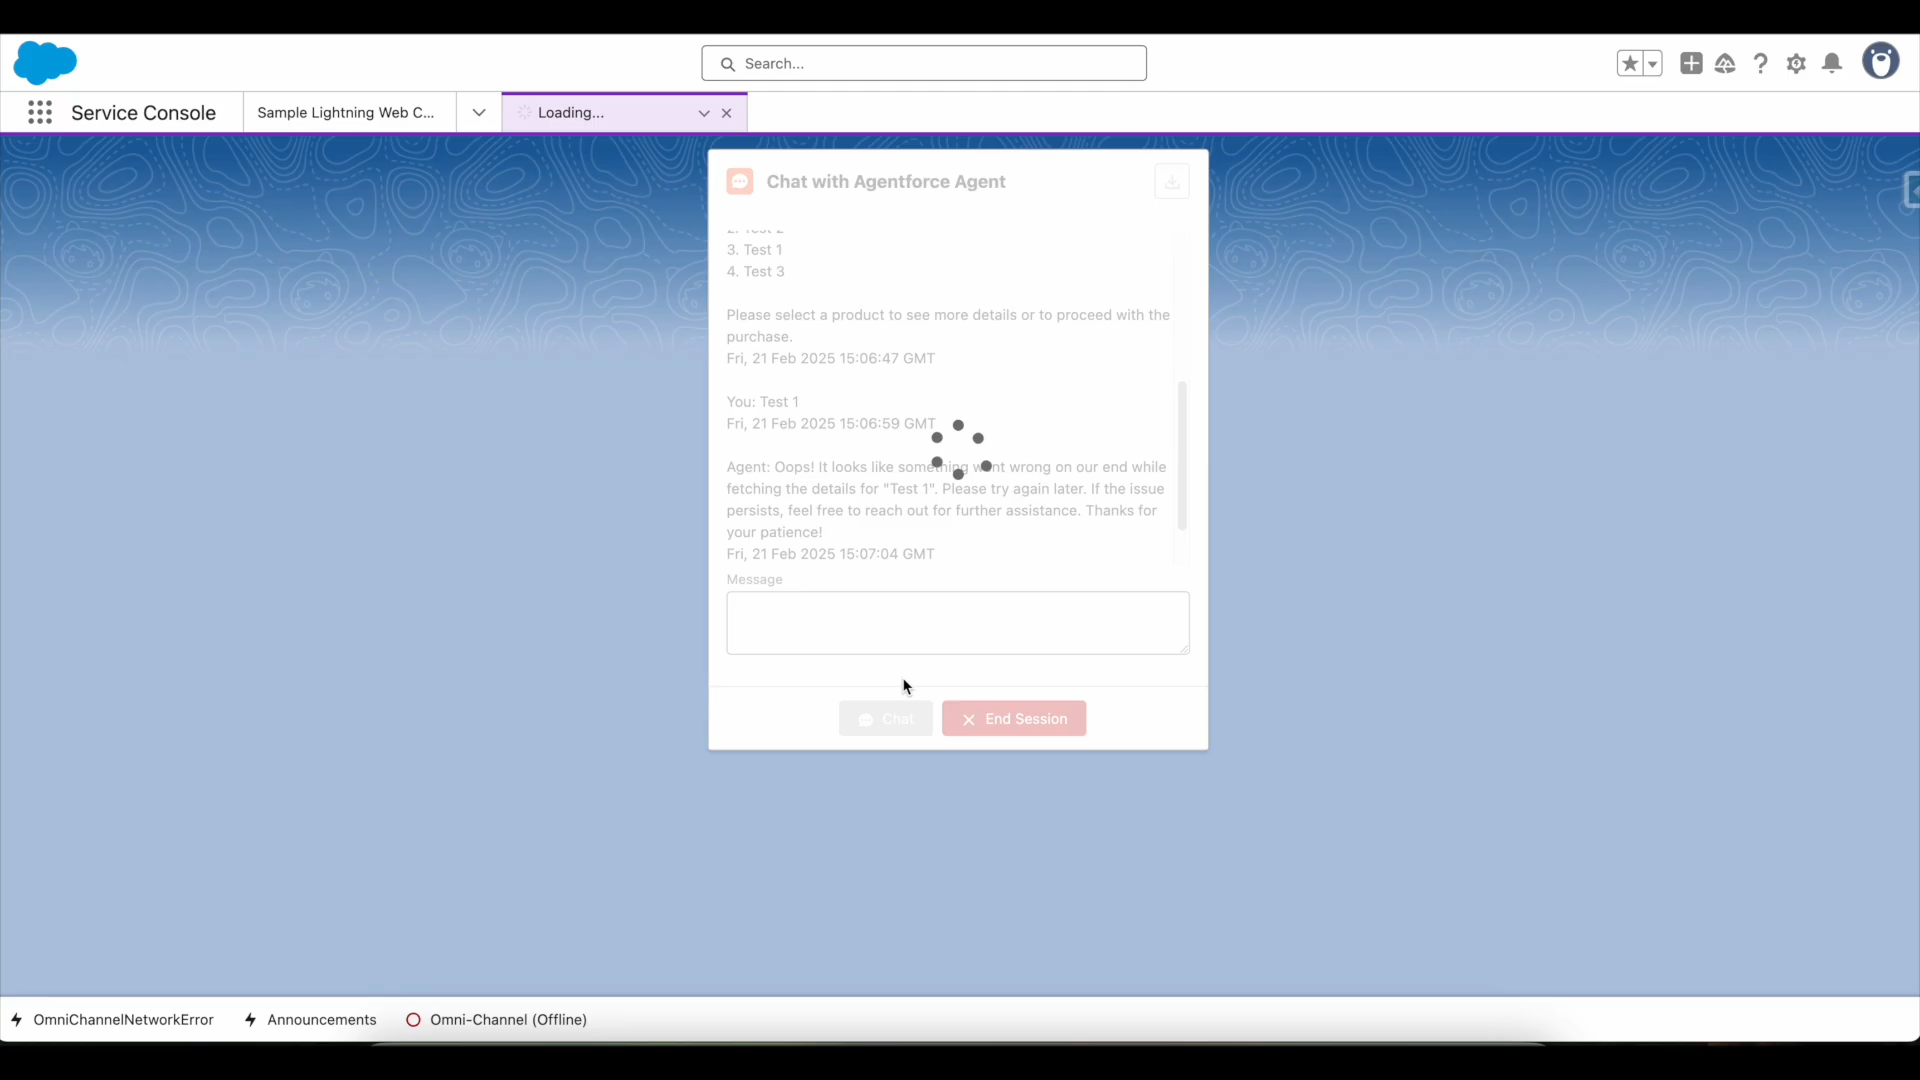 Search...
Service Console
Sample Lightning Web C...
Loading...
Chat with Agentforce Agent
3. Test 1
4. Test 3
Please select a product to see more details or to proceed with the
purchase.
Fri, 21 Feb 2025 15:06:47 GMT
You: Test 1
Fri, 21 Feb 2025 15:06:59 GMT
Agent: Oops! It looks like something went wrong on our end while
fetching the details for "Test 1". Please try again later. If the issue
persists, feel free to reach out for further assistance. Thanks for
your patience!
Fri, 21 Feb 2025 15:07:04 GMT
Message
Chat
End Session
OmniChannelNetworkError
Announcements
Omni-Channel (Offline)